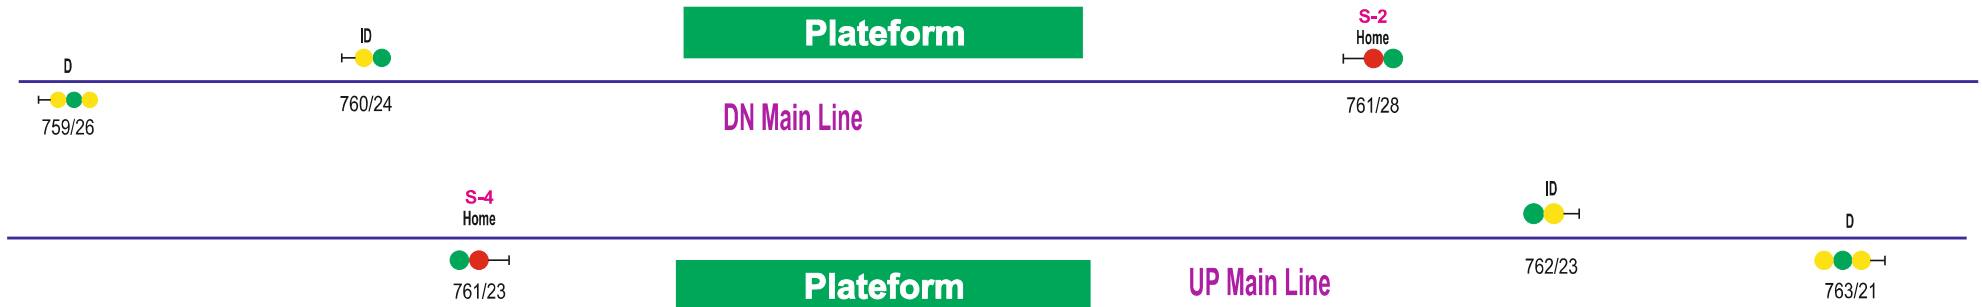 Plateform
S-2
Home
ID
D
759/26
760/24
DN Main Line
761/28
S-4
Home
ID
D
761/23
Plateform
UP Main Line
762/23
763/21